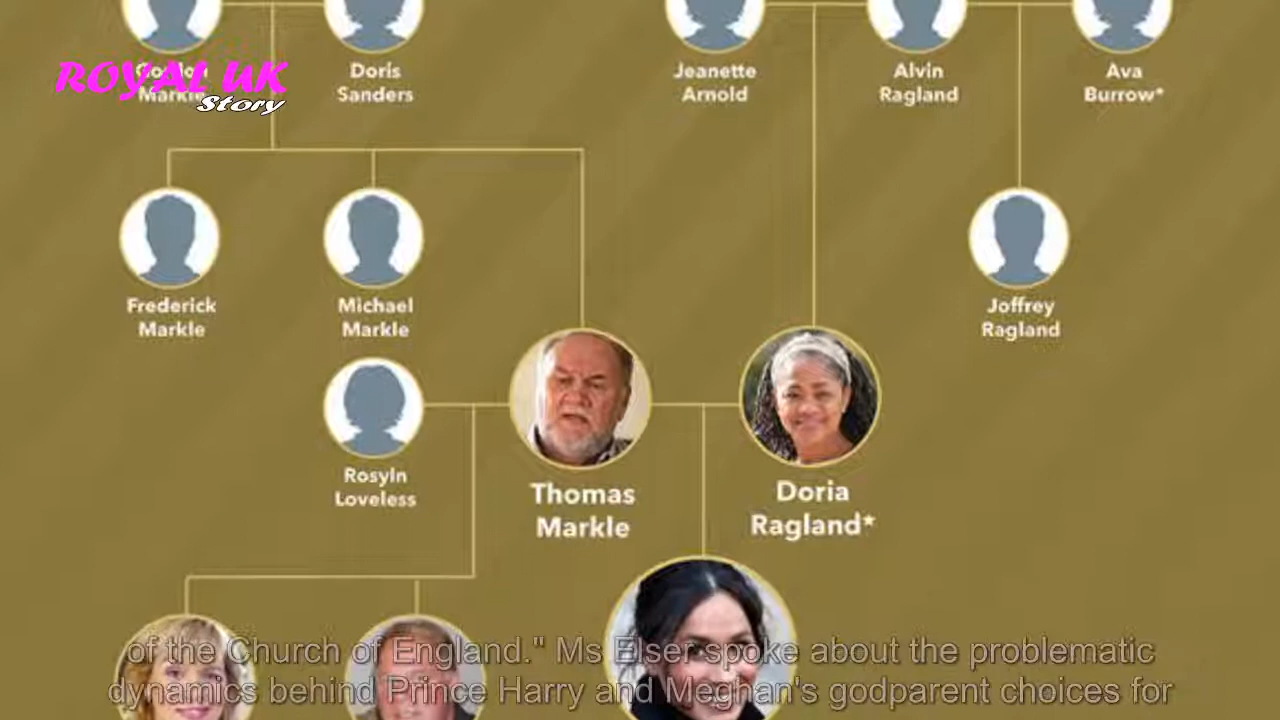 ROYAL UK
Story
Gordon
Markle
Doris
Sanders
Jeanette
Arnold
Alvin
Ragland
Ava
Burrow*
Frederick
Markle
Michael
Markle
Joffrey
Ragland
Rosyln
Loveless
Thomas
Markle
Doria
Ragland*
of the Church of England." Ms Elser spoke about the problematic
dynamics behind Prince Harry and Meghan's godparent choices for